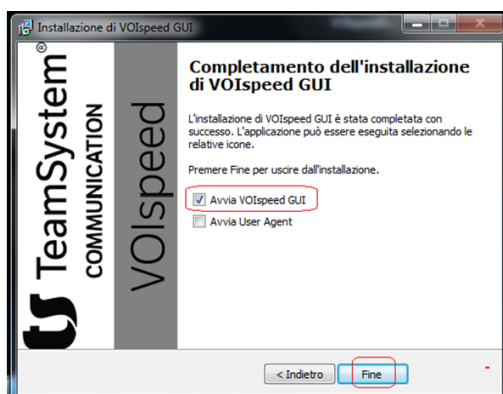 Installazione di VOIspeed GUI
TeamSystem®
COMMUNICATION
VOIspeed
Completamento dell'installazione
di VOIspeed GUI
L'installazione di VOIspeed GUI è stata completata con
successo. L'applicazione può essere eseguita selezionando le
relative icone.
Premere Fine per uscire dall'installazione.
Avvia VOIspeed GUI
Avvia User Agent
< Indietro
Fine